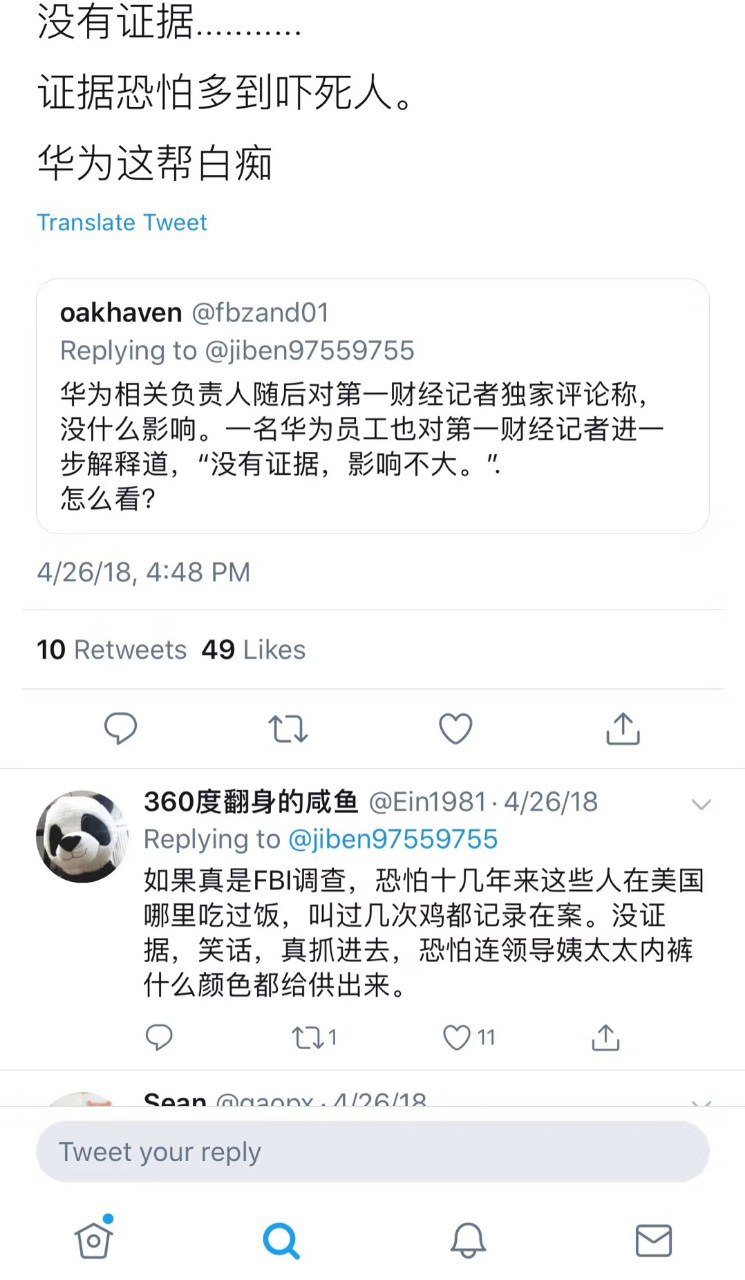 没有证据...........
证据恐怕多到吓死人。
华为这帮白痴
Translate Tweet
oakhaven @fbzand01
Replying to @jiben97559755
华为相关负责人随后对第一财经记者独家评论称，
没什么影响。一名华为员工也对第一财经记者进一
步解释道，“没有证据，影响不大。”.
怎么看？
4/26/18, 4:48 PM
10 Retweets 49 Likes
360度翻身的咸鱼 @Ein1981 · 4/26/18
Replying to @jiben97559755
如果真是FBI调查，恐怕十几年来这些人在美国
哪里吃过饭，叫过几次鸡都记录在案。没证
据，笑话，真抓进去，恐怕连领导姨太太内裤
什么颜色都给供出来。
1 11
Sean @gaopx · 4/26/18
Tweet your reply